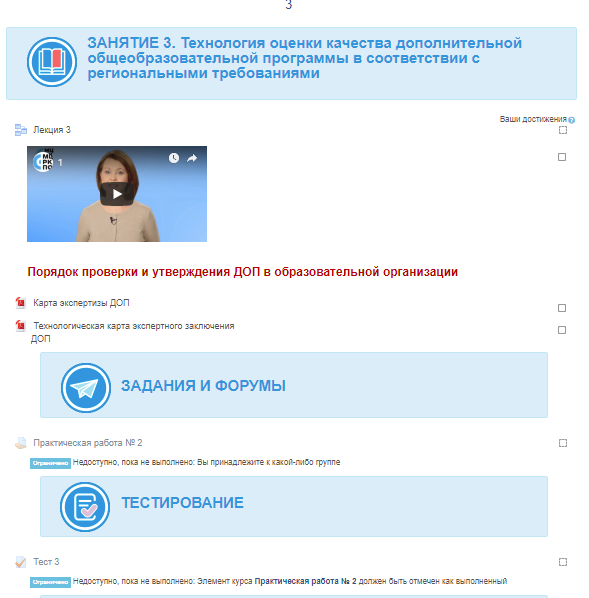 3
ЗАНЯТИЕ 3. Технология оценки качества дополнительной
общеобразовательной программы в соответствии с
региональными требованиями
Ваши достижения
Лекция 3
1
Порядок проверки и утверждения ДОП в образовательной организации
Карта экспертизы ДОП
Технологическая карта экспертного заключения
ДОП
ЗАДАНИЯ И ФОРУМЫ
Практическая работа № 2
Ограничено Недоступно, пока не выполнено: Вы принадлежите к какой-либо группе
ТЕСТИРОВАНИЕ
Тест 3
Ограничено Недоступно, пока не выполнено: Элемент курса Практическая работа № 2 должен быть отмечен как выполненный